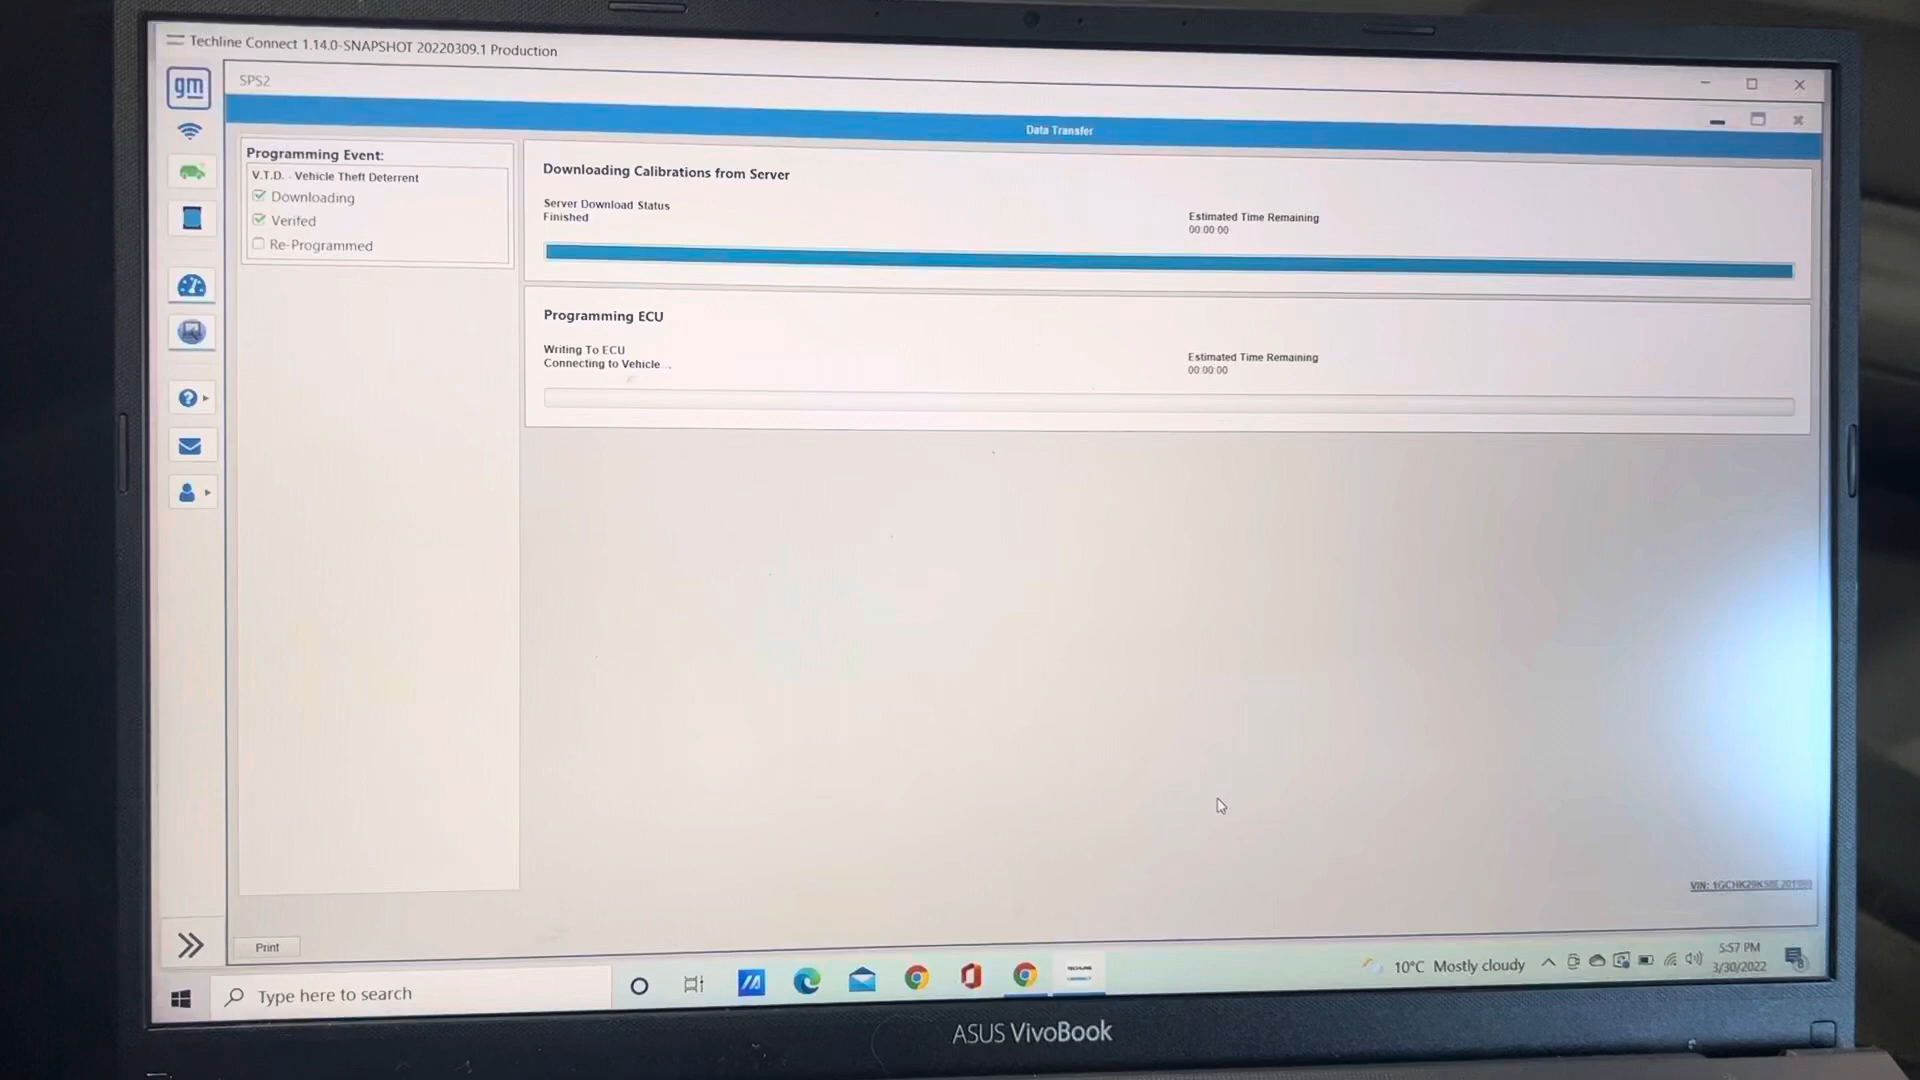 Techline Connect 1.14.0-SNAPSHOT 20220309.1 Production
gm
SPS2
Data Transfer
Programming Event:
V.T.D. - Vehicle Theft Deterrent
Downloading
Verifed
Re-Programmed
Downloading Calibrations from Server
Server Download Status
Finished
Estimated Time Remaining
00:00:00
Programming ECU
Writing To ECU
Connecting to Vehicle ...
Estimated Time Remaining
00:00:00
VIN:
Print
Type here to search
10°C Mostly cloudy
5:57 PM
3/30/2022
ASUS VivoBook